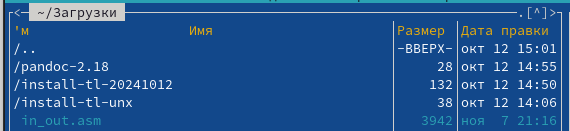 <─ ~/Загрузки ─.[^]>
'м Имя Размер Дата правки
/.. -ВВЕРХ- окт 12 15:01
/pandoc-2.18 28 окт 12 14:55
/install-tl-20241012 132 окт 12 14:50
/install-tl-unx 38 окт 12 14:06
in_out.asm 3942 ноя 7 21:16